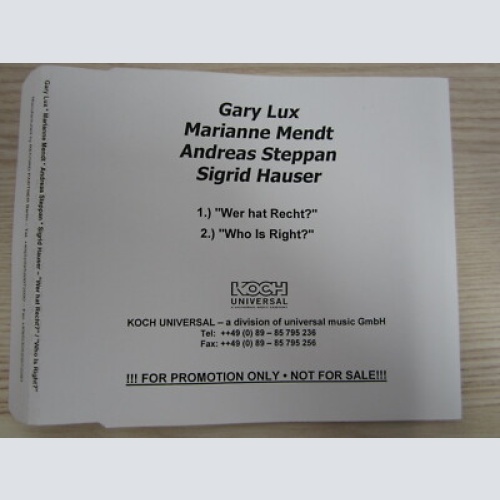 Gary Lux
Marianne Mendt
Andreas Steppan
Sigrid Hauser
1.) "Wer hat Recht?"
2.) "Who Is Right?"
KOCH
UNIVERSAL
KOCH UNIVERSAL – a division of universal music GmbH
Tel: ++49 (0) 89 – 85 795 236
Fax: ++49 (0) 89 – 85 795 256
!!! FOR PROMOTION ONLY • NOT FOR SALE!!!
Gary Lux * Marianne Mendt * Andreas Steppan * Sigrid Hauser – "Wer hat Recht?" / "Who Is Right?"